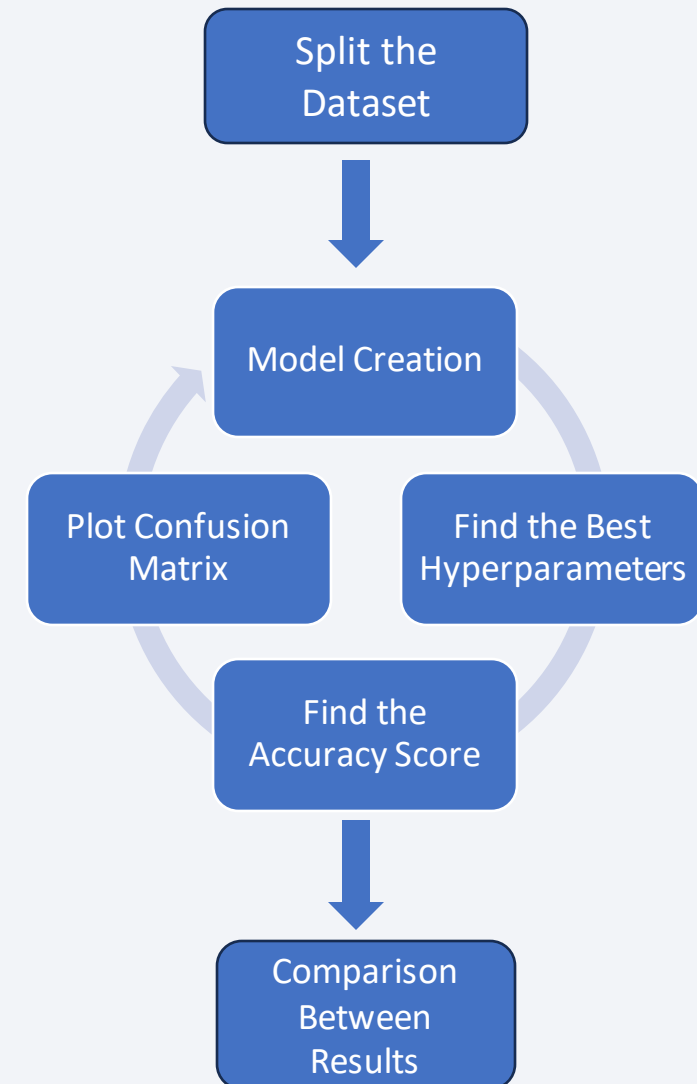 Split the
Dataset
Model Creation
Plot Confusion
Matrix
Find the Best
Hyperparameters
Find the
Accuracy Score
Comparison
Between
Results